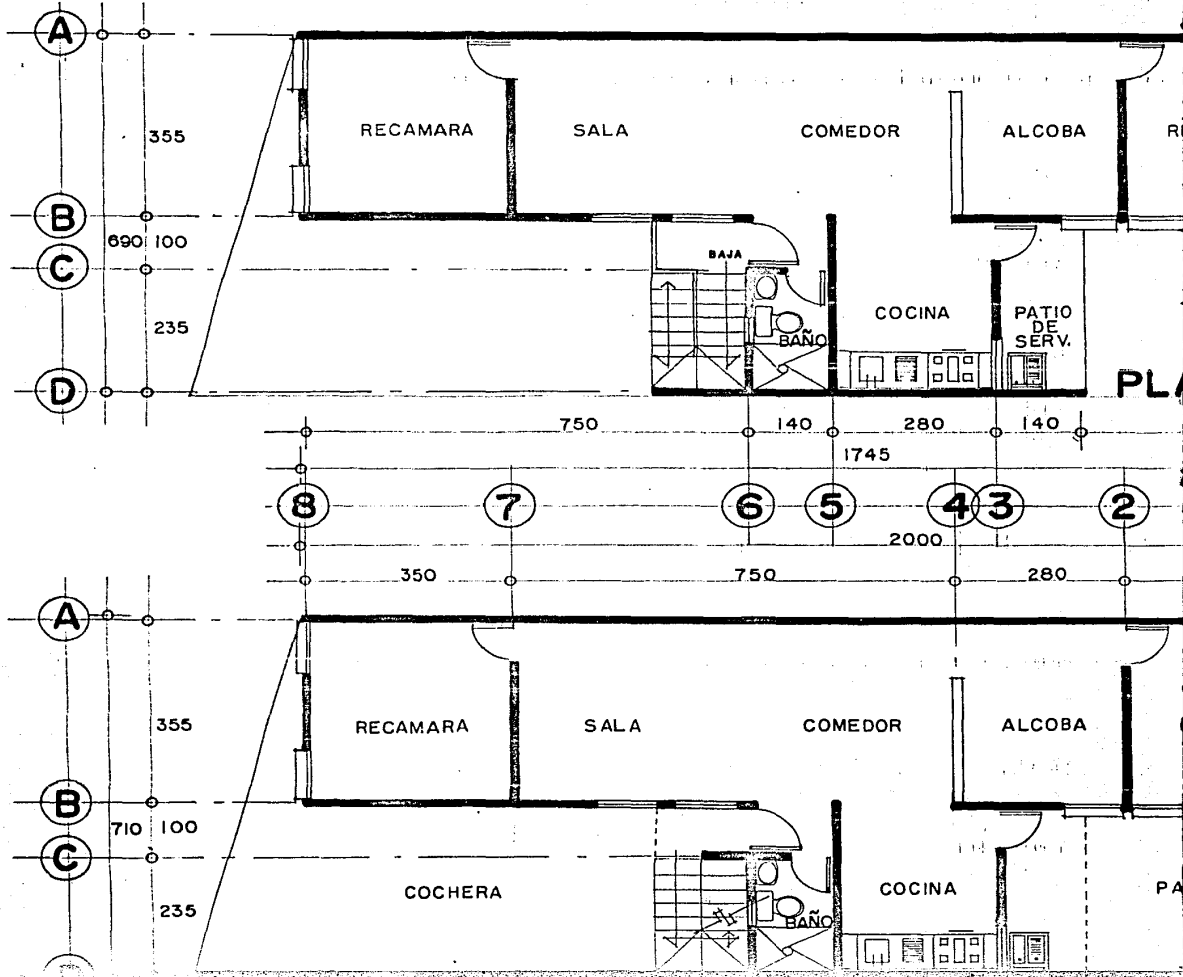 A
355
RECAMARA SALA COMEDOR ALCOBA
B
690 100
BAJA
C
235
COCINA PATIO
DE
SERV.
BAÑO
D
PLA
750 140 280 140
1745
8 7 6 5 4 3 2
2000
350 750 280
A
355
RECAMARA SALA COMEDOR ALCOBA
B
710 100
C
COCHERA COCINA PA
235
BAÑO